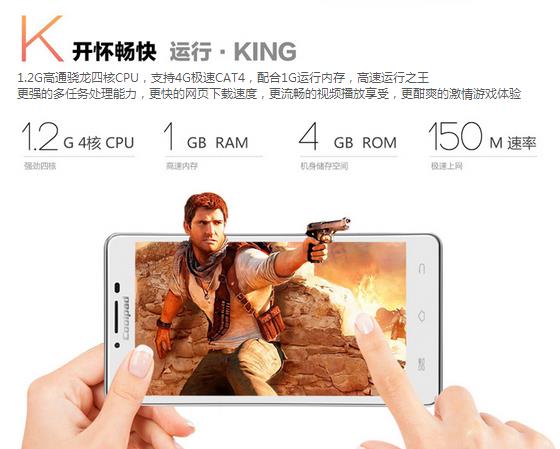 K 开怀畅快 运行·KING
1.2G高通骁龙四核CPU，支持4G极速CAT4，配合1G运行内存，高速运行之王
更强的多任务处理能力，更快的网页下载速度，更流畅的视频播放享受，更酣爽的激情游戏体验
1.2 G 4核 CPU
1 GB RAM
4 GB ROM
150 M 速率
强劲四核
高速内存
机身储存空间
极速上网
Coolpad